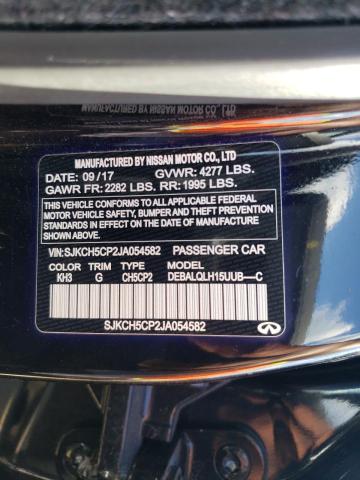 MANUFACTURED BY NISSAN MOTOR CO., LTD
DATE: 09/17 GVWR: 4277 LBS.
GAWR FR: 2282 LBS. RR: 1995 LBS.
THIS VEHICLE CONFORMS TO ALL APPLICABLE FEDERAL
MOTOR VEHICLE SAFETY, BUMPER, AND THEFT PREVENTION
STANDARDS IN EFFECT ON THE DATE OF MANUFACTURE
SHOWN ABOVE.
VIN: SJKCH5CP2JA054582 PASSENGER CAR
COLOR TRIM TYPE MODEL
KH3 G CH5CP2 DEBALQLH15UUB—C
SJKCH5CP2JA054582
INFINITI